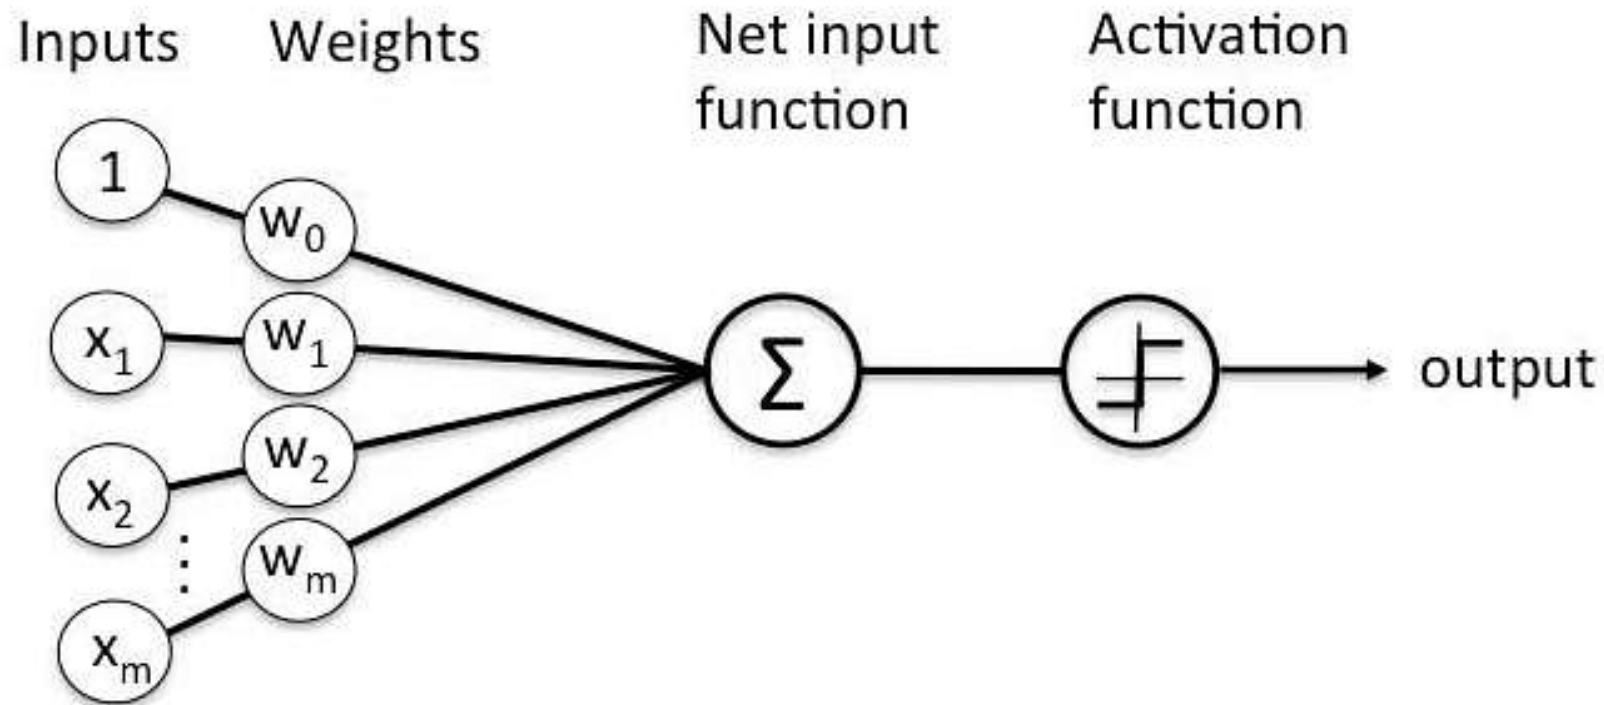 Inputs
Weights
Net input
function
Activation
function
1
w0
x1
w1
x2
w2
⋮
xm
wm
Σ
output